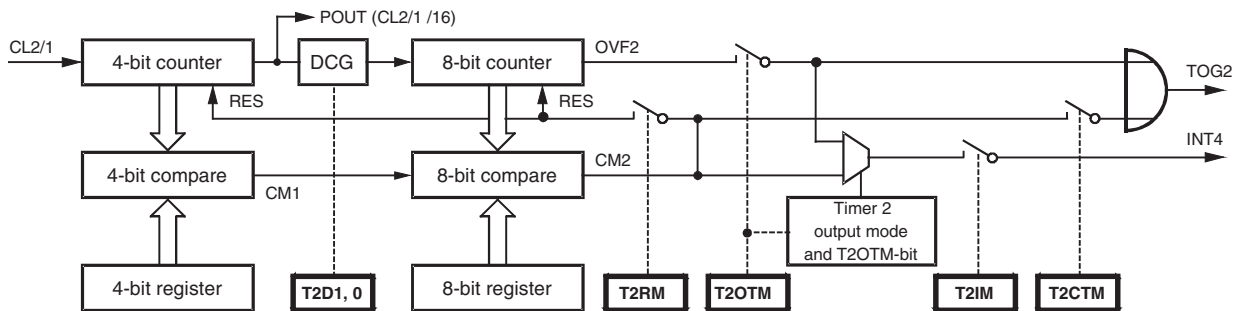 POUT (CL2/1 /16)
CL2/1
4-bit counter
DCG
8-bit counter
OVF2
TOG2
RES
RES
INT4
4-bit compare
CM1
8-bit compare
CM2
Timer 2
output mode
and T2OTM-bit
4-bit register
T2D1, 0
8-bit register
T2RM
T2OTM
T2IM
T2CTM